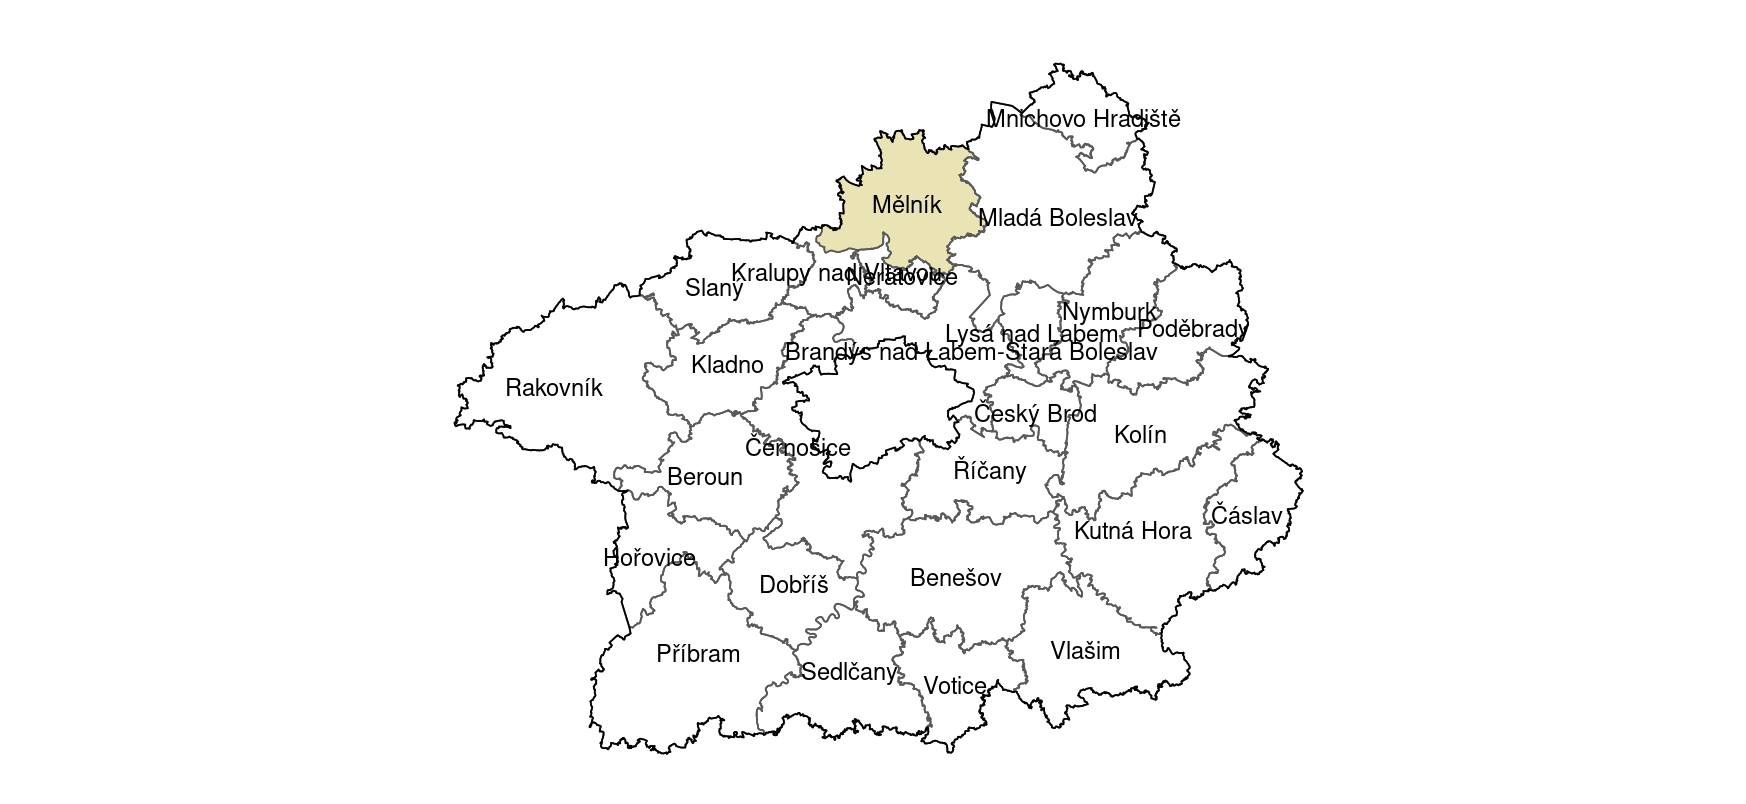 Mnichovo Hradiště
Mělník
Mladá Boleslav
Kralupy nad Vltavou
Neratovice
Slaný
Nymburk
Poděbrady
Lysá nad Labem
Brandýs nad Labem-Stará Boleslav
Kladno
Rakovník
Český Brod
Kolín
Černošice
Říčany
Beroun
Čáslav
Kutná Hora
Hořovice
Benešov
Dobříš
Vlašim
Příbram
Sedlčany
Votice